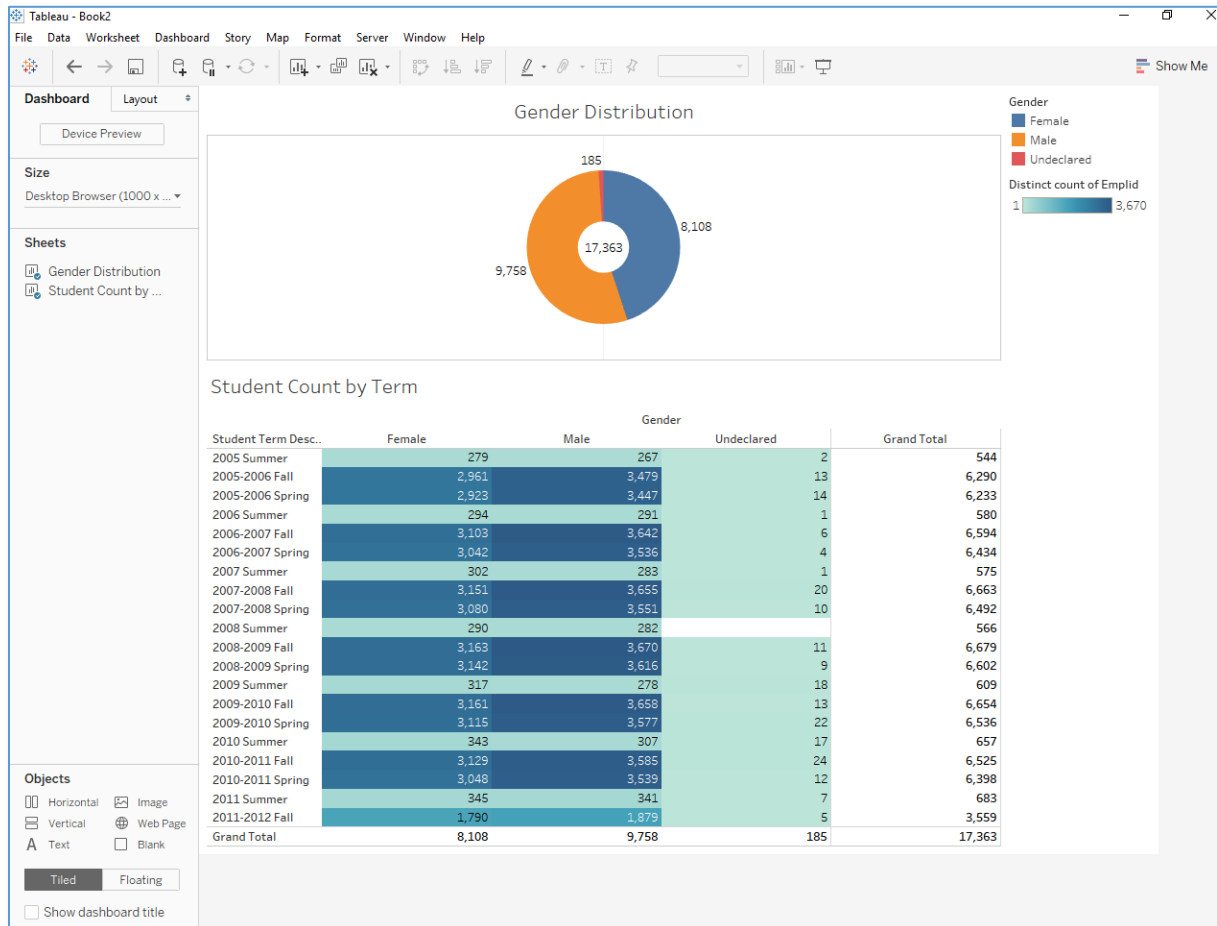 Tableau - Book2
File Data Worksheet Dashboard Story Map Format Server Window Help
Show Me
Dashboard Layout
Device Preview
Size
Desktop Browser (1000 x ...
Sheets
Gender Distribution
Student Count by ...
Gender Distribution
185
8,108
17,363
9,758
Gender
Female
Male
Undeclared
Distinct count of Emplid
1 3,670
Student Count by Term
Gender
Student Term Desc.. Female Male Undeclared Grand Total
2005 Summer 279 267 2 544
2005-2006 Fall 2,961 3,479 13 6,290
2005-2006 Spring 2,923 3,447 14 6,233
2006 Summer 294 291 1 580
2006-2007 Fall 3,103 3,642 6 6,594
2006-2007 Spring 3,042 3,536 4 6,434
2007 Summer 302 283 1 575
2007-2008 Fall 3,151 3,655 20 6,663
2007-2008 Spring 3,080 3,551 10 6,492
2008 Summer 290 282 566
2008-2009 Fall 3,163 3,670 11 6,679
2008-2009 Spring 3,142 3,616 9 6,602
2009 Summer 317 278 18 609
2009-2010 Fall 3,161 3,658 13 6,654
2009-2010 Spring 3,115 3,577 22 6,536
2010 Summer 343 307 17 657
2010-2011 Fall 3,129 3,585 24 6,525
2010-2011 Spring 3,048 3,539 12 6,398
2011 Summer 345 341 7 683
2011-2012 Fall 1,790 1,879 5 3,559
Grand Total 8,108 9,758 185 17,363
Objects
Horizontal Image
Vertical Web Page
A Text Blank
Tiled Floating
Show dashboard title